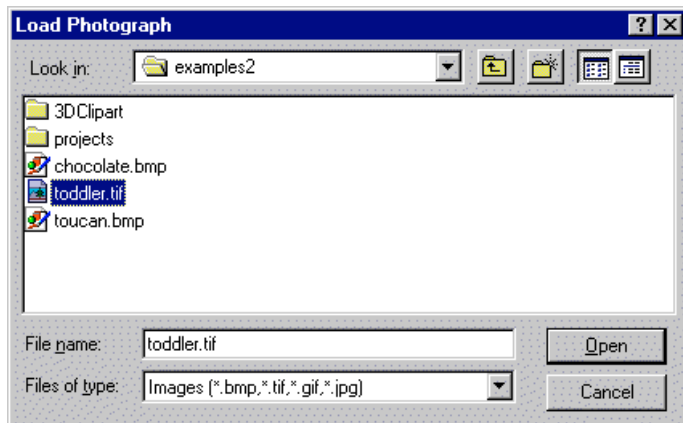 Load Photograph
Look in: examples2
3DClipart
projects
chocolate.bmp
toddler.tif
toucan.bmp
File name: toddler.tif Open
Files of type: Images (*.bmp,*.tif,*.gif,*.jpg) Cancel